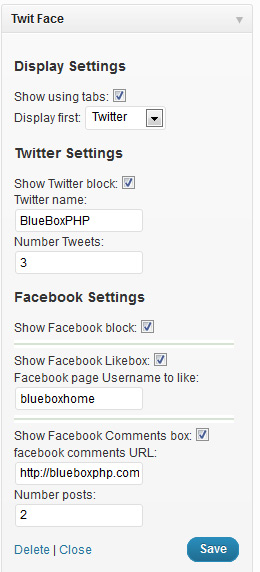 Twit Face
Display Settings
Show using tabs:
Display first: Twitter
Twitter Settings
Show Twitter block:
Twitter name:
BlueBoxPHP
Number Tweets:
3
Facebook Settings
Show Facebook block:
Show Facebook Likebox:
Facebook page Username to like:
blueboxhome
Show Facebook Comments box:
facebook comments URL:
http://blueboxphp.com
Number posts:
2
Delete | Close Save